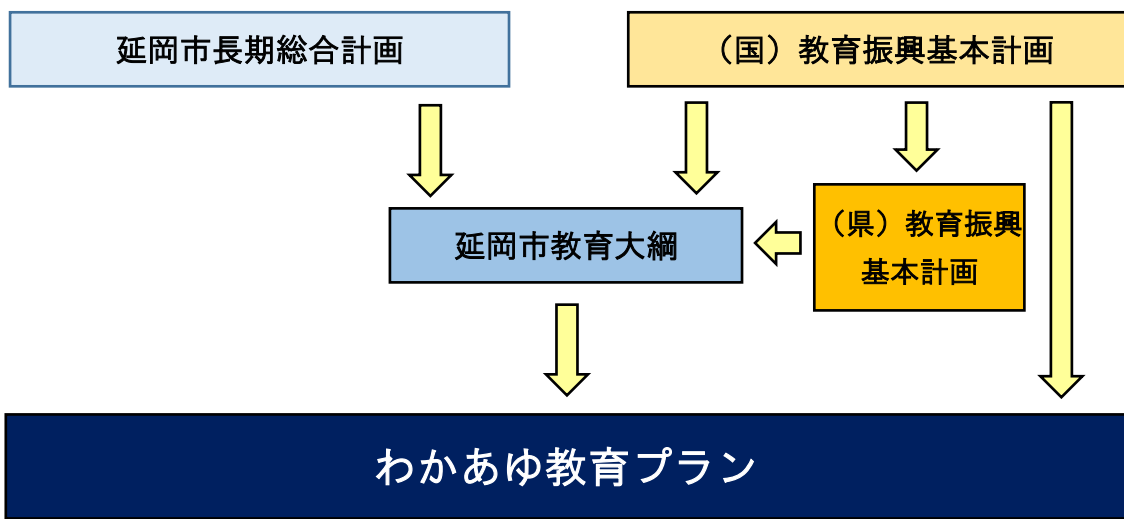 延岡市長期総合計画
（国）教育振興基本計画
延岡市教育大綱
（県）教育振興
基本計画
わかあゆ教育プラン